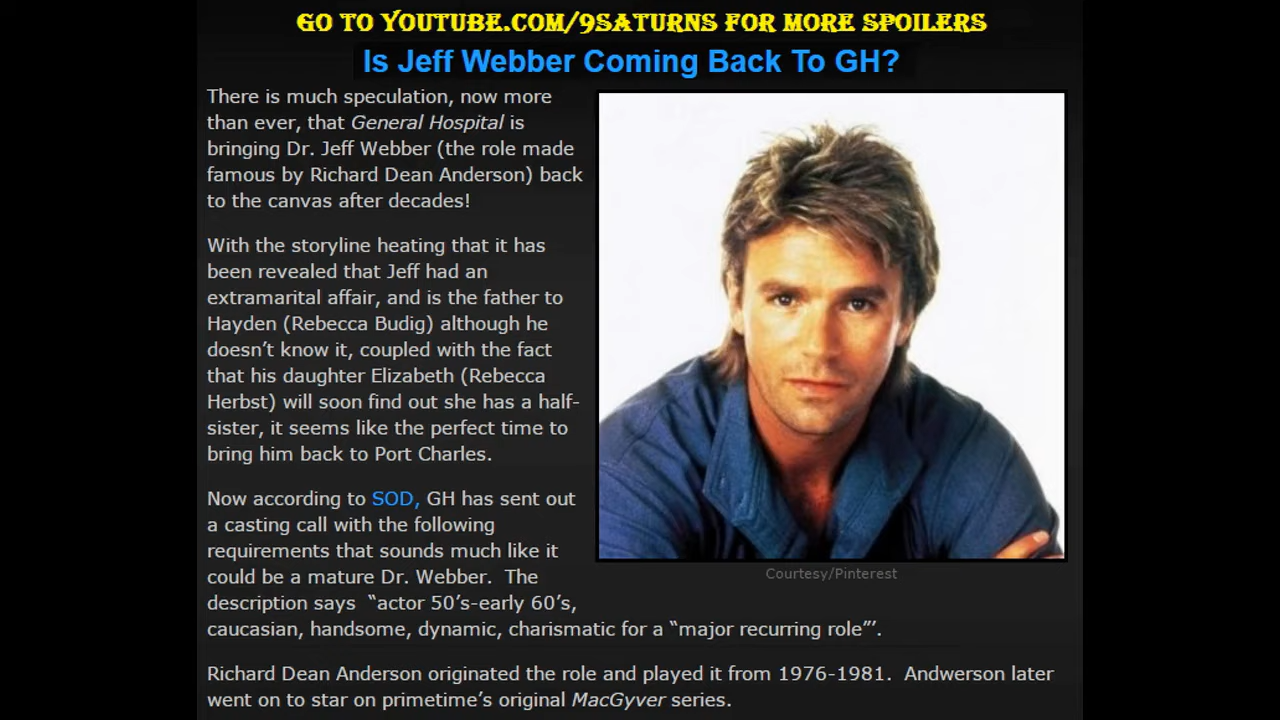 GO TO YOUTUBE.COM/9SATURNS FOR MORE SPOILERS
Is Jeff Webber Coming Back To GH?
There is much speculation, now more
than ever, that General Hospital is
bringing Dr. Jeff Webber (the role made
famous by Richard Dean Anderson) back
to the canvas after decades!
With the storyline heating that it has
been revealed that Jeff had an
extramarital affair, and is the father to
Hayden (Rebecca Budig) although he
doesn’t know it, coupled with the fact
that his daughter Elizabeth (Rebecca
Herbst) will soon find out she has a half-
sister, it seems like the perfect time to
bring him back to Port Charles.
Now according to SOD, GH has sent out
a casting call with the following
requirements that sounds much like it
could be a mature Dr. Webber.  The
description says  “actor 50’s-early 60’s,
caucasian, handsome, dynamic, charismatic for a “major recurring role”’.
Courtesy/Pinterest
Richard Dean Anderson originated the role and played it from 1976-1981.  Andwerson later
went on to star on primetime’s original MacGyver series.